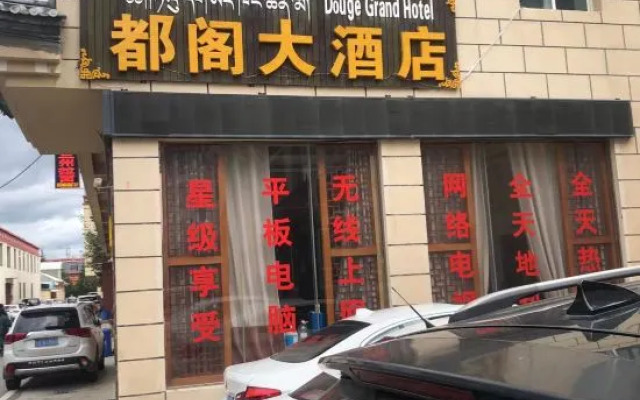 Douge Grand Hotel
都阁大酒店
星级享受
平板电脑
无线上网
网络电视
全天地
全天热